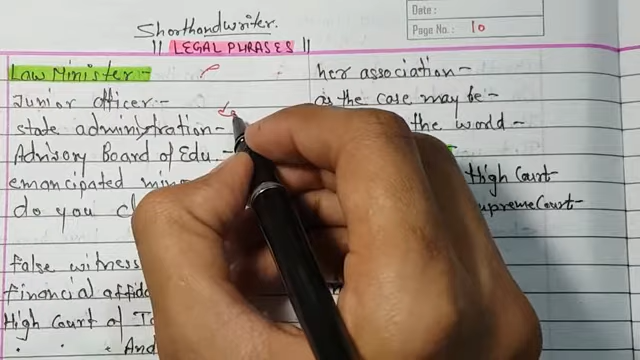 Date :
Page No. : 10
Shorthandwriter.
|| LEGAL PHRASES ||
Law Minister -
Junior officer -
state administration -
Advisory Board of Edu. -
emancipated
do you
false witness
financial
High Court of
" " " And
her association -
as the case may be -
the world -
High Court
Supreme Court -